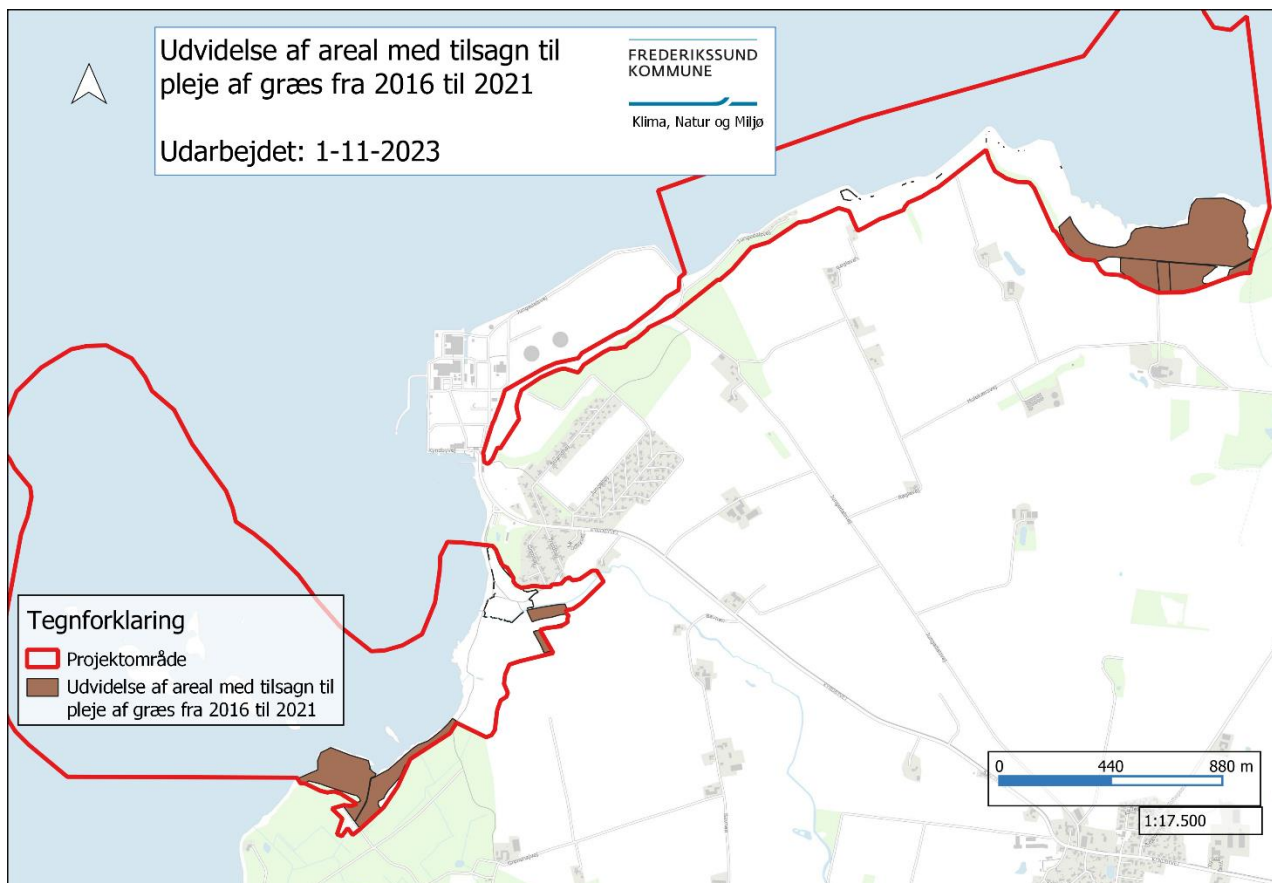 Udvidelse af areal med tilsagn til
pleje af græs fra 2016 til 2021
Udarbejdet: 1-11-2023
FREDERIKSSUND
KOMMUNE
Klima, Natur og Miljø
Tegnforklaring
Projektområde
Udvidelse af areal med tilsagn til
pleje af græs fra 2016 til 2021
0 440 880 m
1:17.500